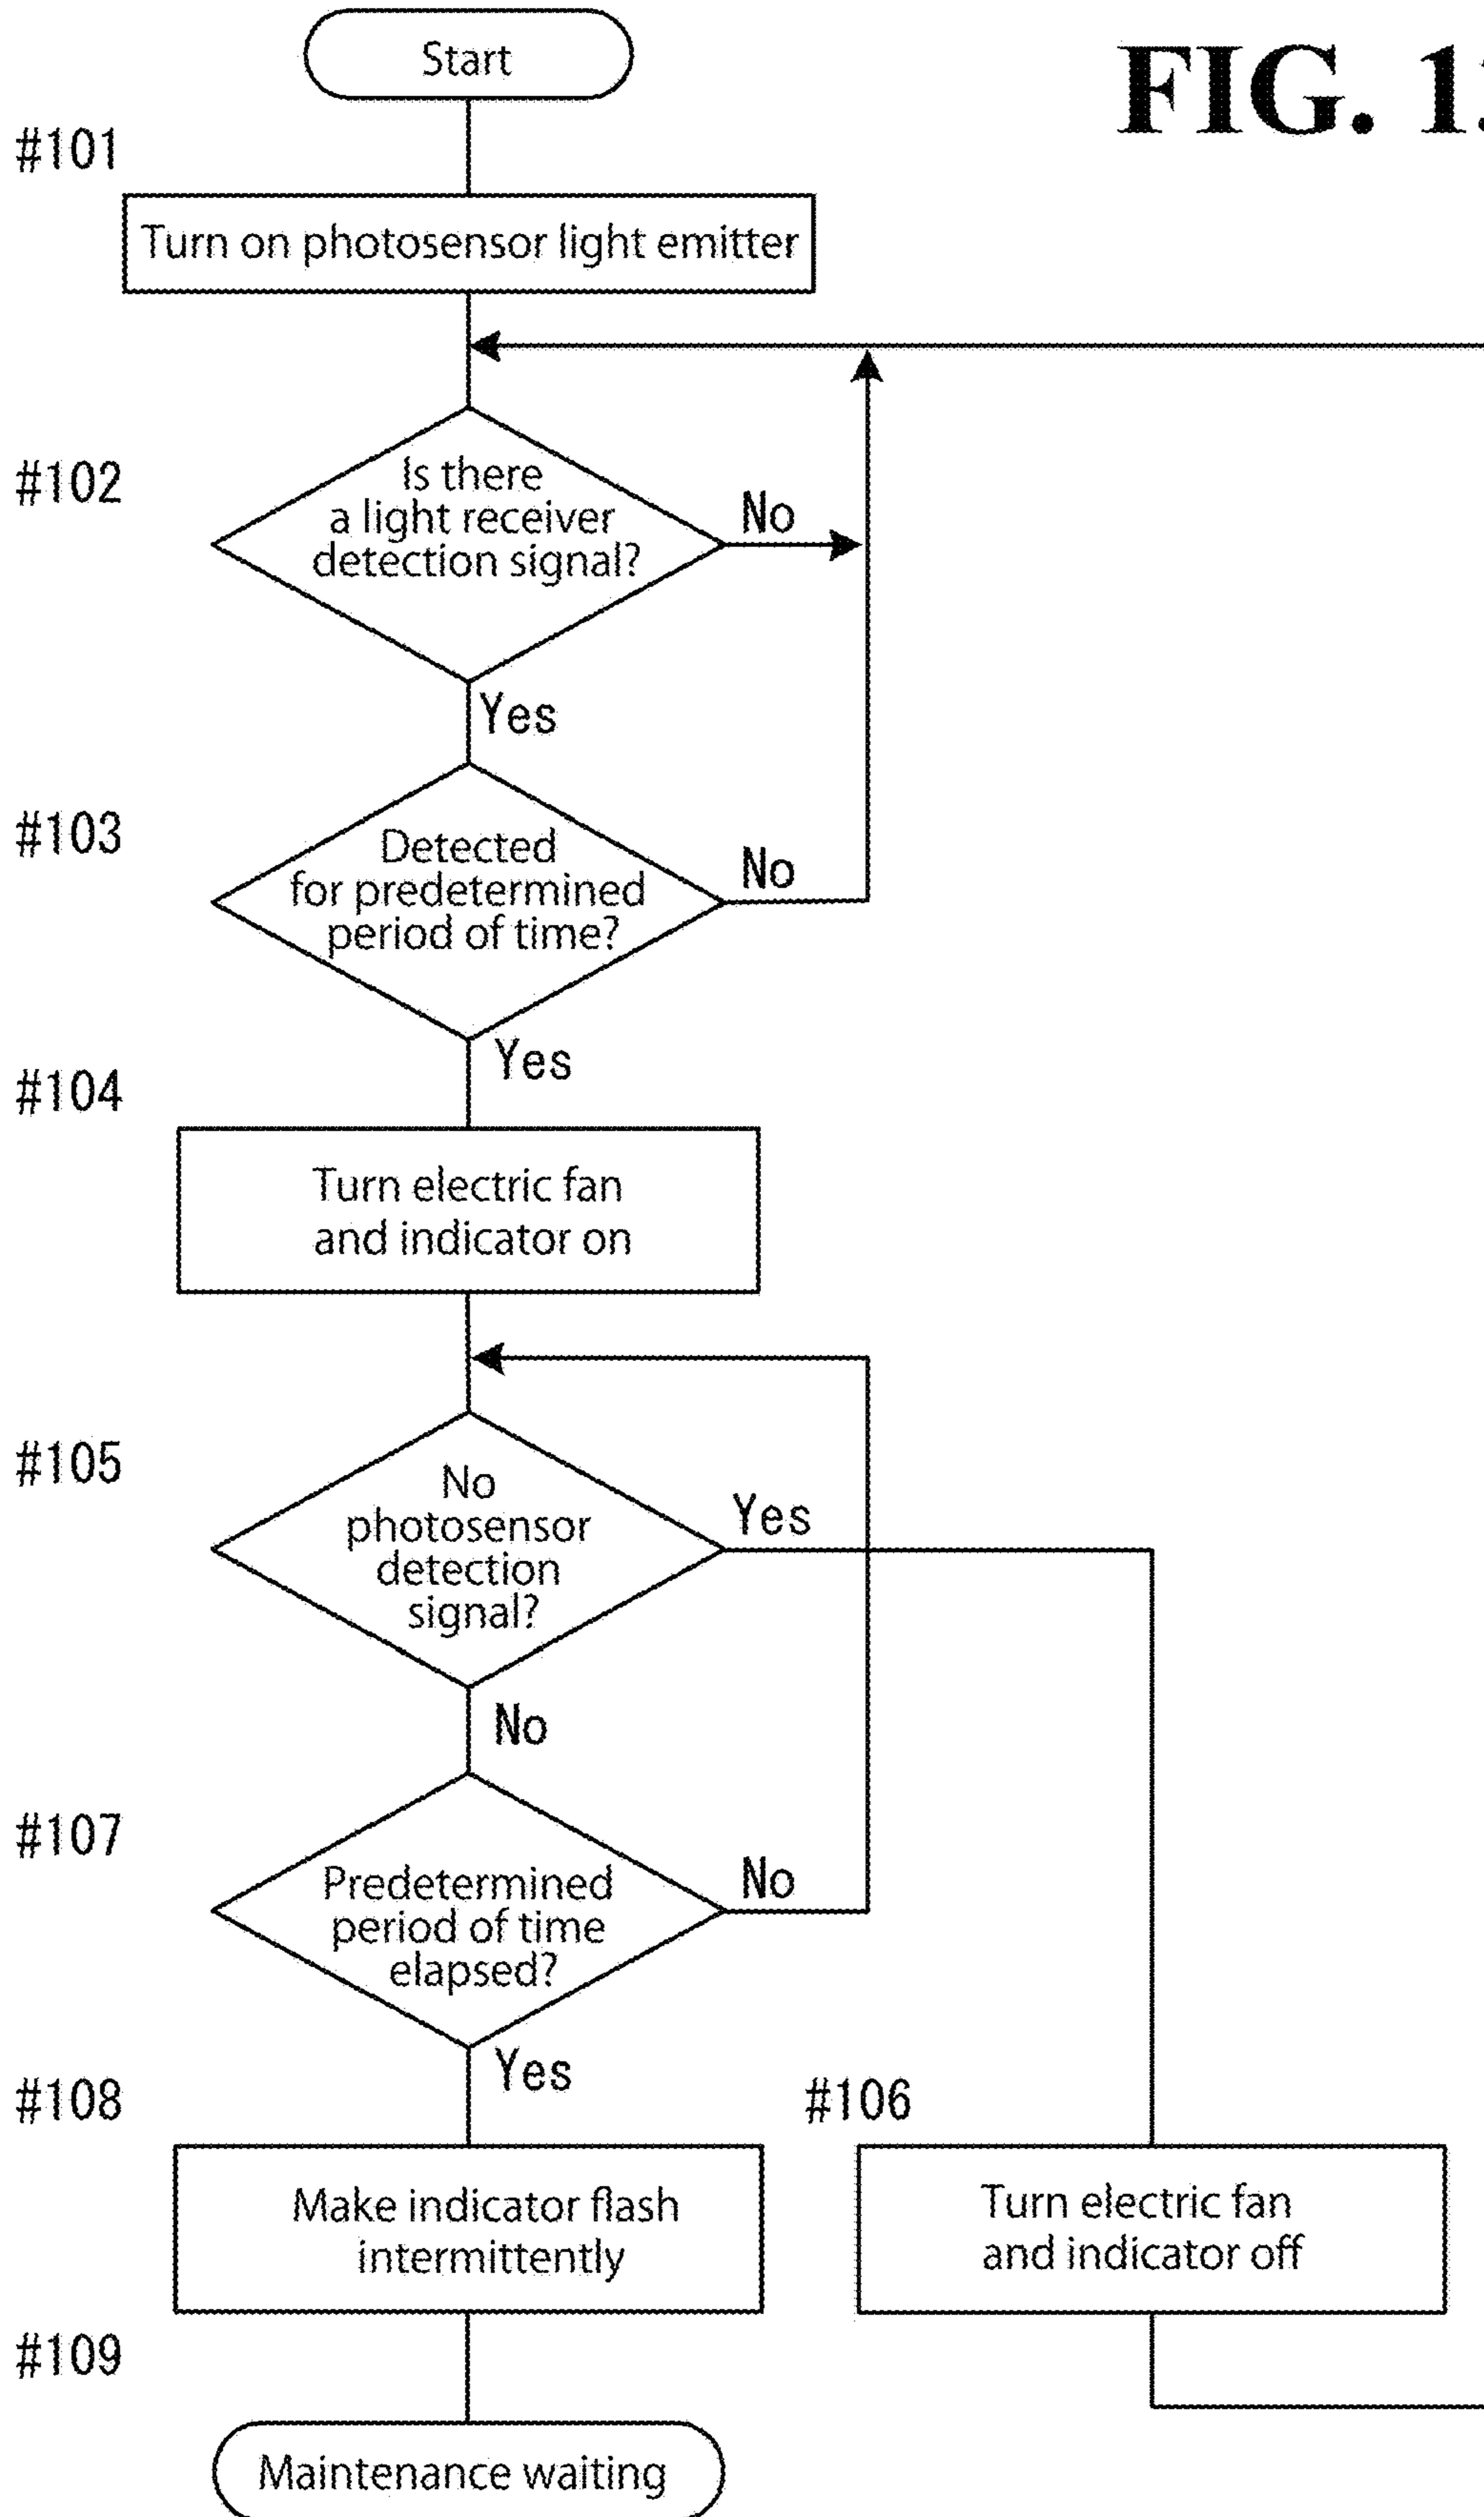 Start
FIG. 1
#101
Turn on photosensor light emitter
#102
Is there
a light receiver
detection signal?
No
Yes
#103
Detected
for predetermined
period of time?
No
Yes
#104
Turn electric fan
and indicator on
#105
No
photosensor
detection
signal?
Yes
No
#107
Predetermined
period of time
elapsed?
No
Yes
#108
Make indicator flash
intermittently
#106
Turn electric fan
and indicator off
#109
Maintenance waiting